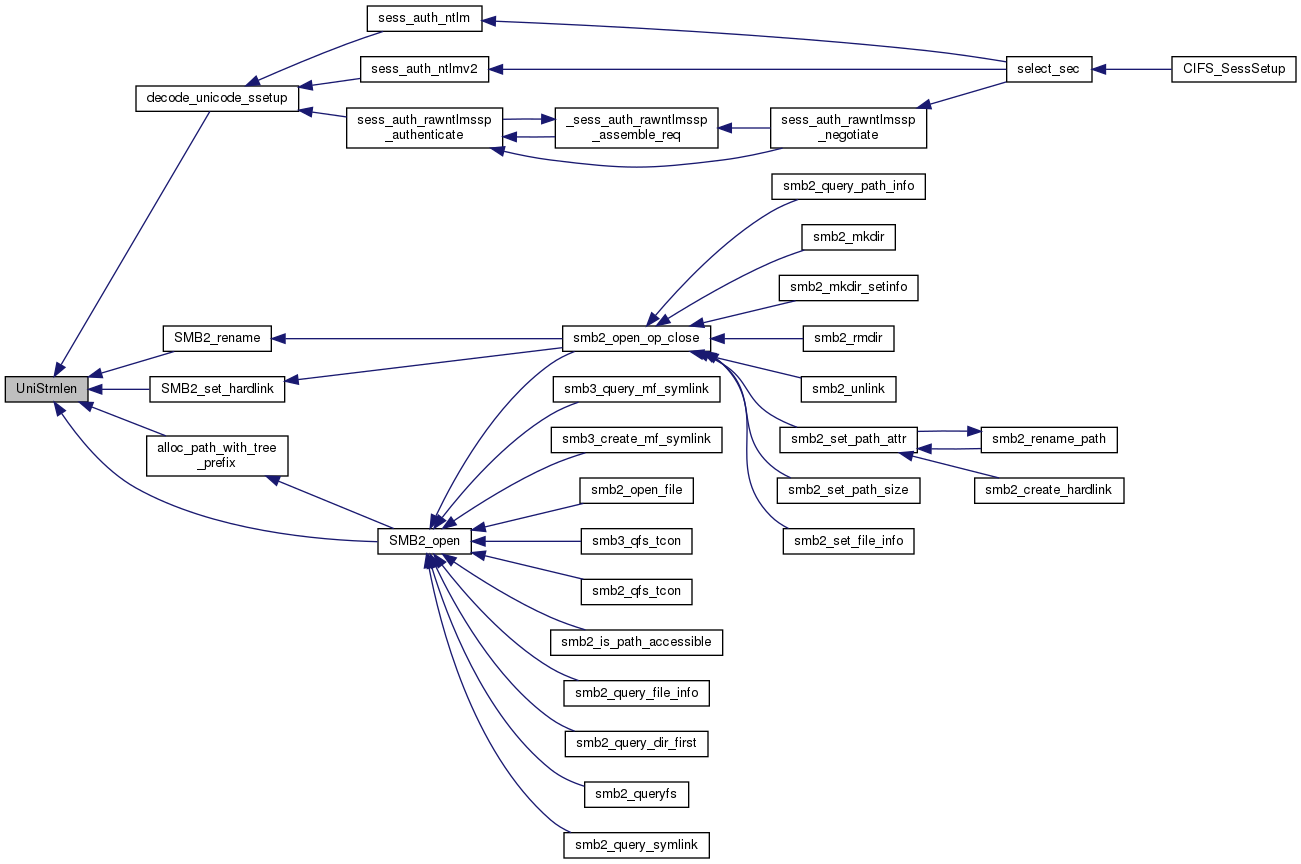 sess_auth_ntlm
sess_auth_ntlmv2
select_sec
CIFS_SessSetup
decode_unicode_ssetup
sess_auth_rawntlmssp
_authenticate
_sess_auth_rawntlmssp
_assemble_req
sess_auth_rawntlmssp
_negotiate
smb2_query_path_info
smb2_mkdir
smb2_mkdir_setinfo
SMB2_rename
smb2_open_op_close
smb2_rmdir
UniStrnlen
SMB2_set_hardlink
smb3_query_mf_symlink
smb2_unlink
alloc_path_with_tree
_prefix
smb3_create_mf_symlink
smb2_set_path_attr
smb2_rename_path
smb2_open_file
smb2_set_path_size
smb2_create_hardlink
SMB2_open
smb3_qfs_tcon
smb2_set_file_info
smb2_qfs_tcon
smb2_is_path_accessible
smb2_query_file_info
smb2_query_dir_first
smb2_queryfs
smb2_query_symlink